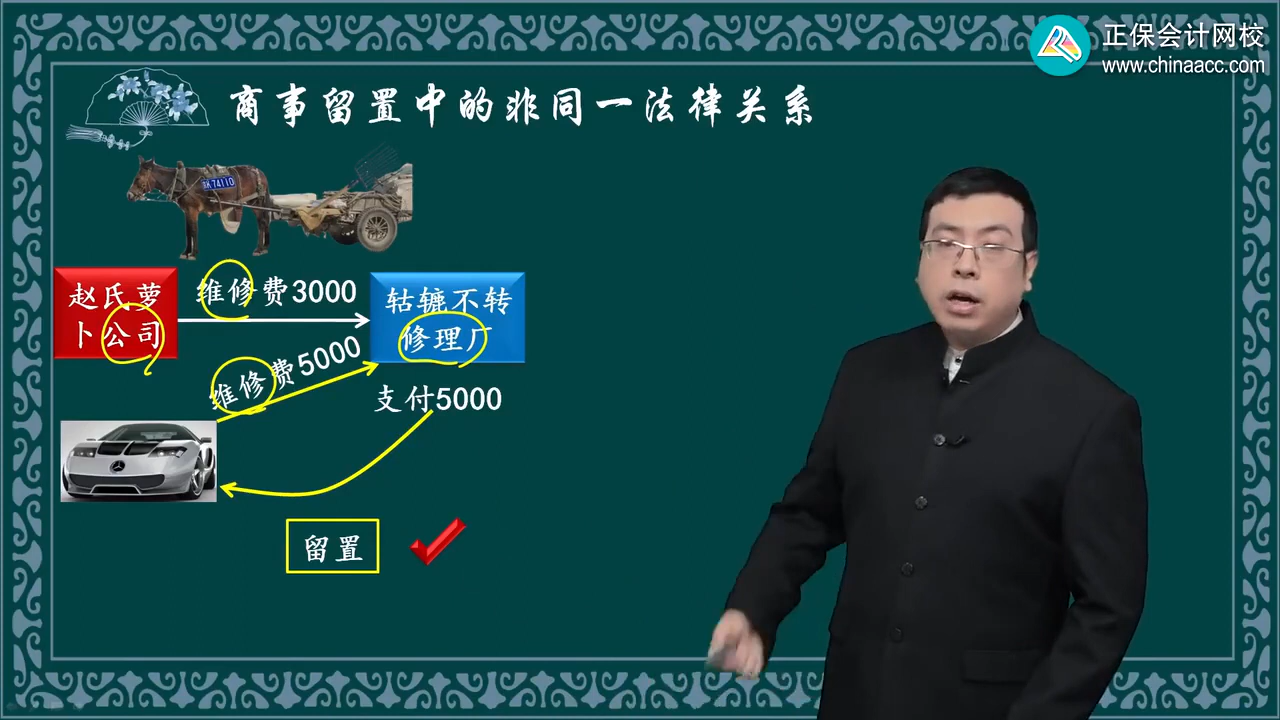 正保会计网校
www.chinaacc.com
商事留置中的非同一法律关系
K74110
赵氏萝
卜公司
维修费3000
轱辘不转
修理厂
维修费5000
支付5000
留置